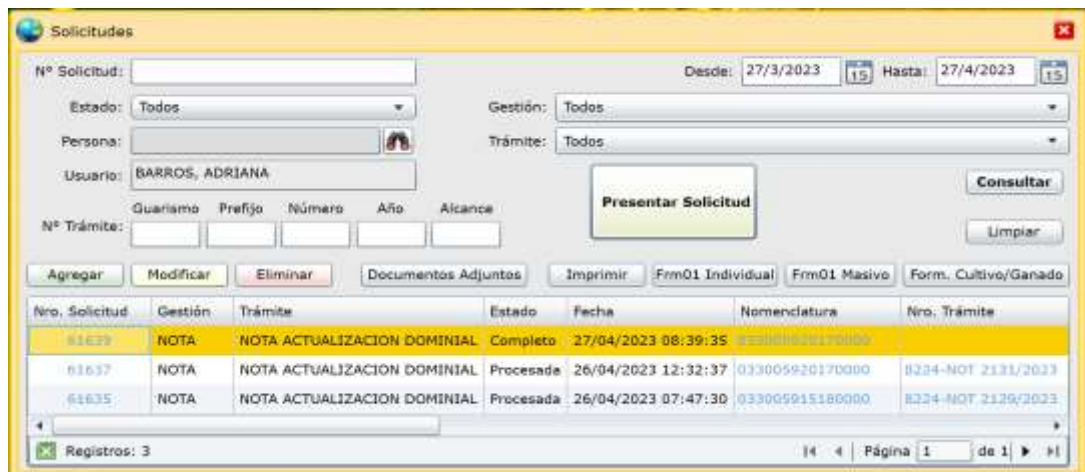 Solicitudes
Nº Solicitud: Desde: 27/3/2023 15 Hasta: 27/4/2023 15
Estado: Todos Gestión: Todos
Persona: Trámite: Todos
Usuario: BARROS, ADRIANA Presentar Solicitud Consultar
Guarismo Prefijo Número Año Alcance
Nº Trámite: Limpiar
Agregar Modificar Eliminar Documentos Adjuntos Imprimir Frm01 Individual Frm01 Masivo Form. Cultivo/Ganado
Nro. Solicitud Gestión Trámite Estado Fecha Nomenclatura Nro. Trámite
61639 NOTA NOTA ACTUALIZACION DOMINIAL Completo 27/04/2023 08:39:35
61637 NOTA NOTA ACTUALIZACION DOMINIAL Procesada 26/04/2023 12:32:37 033005920170000 8224-NOT 2131/2023
61635 NOTA NOTA ACTUALIZACION DOMINIAL Procesada 26/04/2023 07:47:30 033005915180000 8224-NOT 2129/2023
Registros: 3 Página 1 de 1